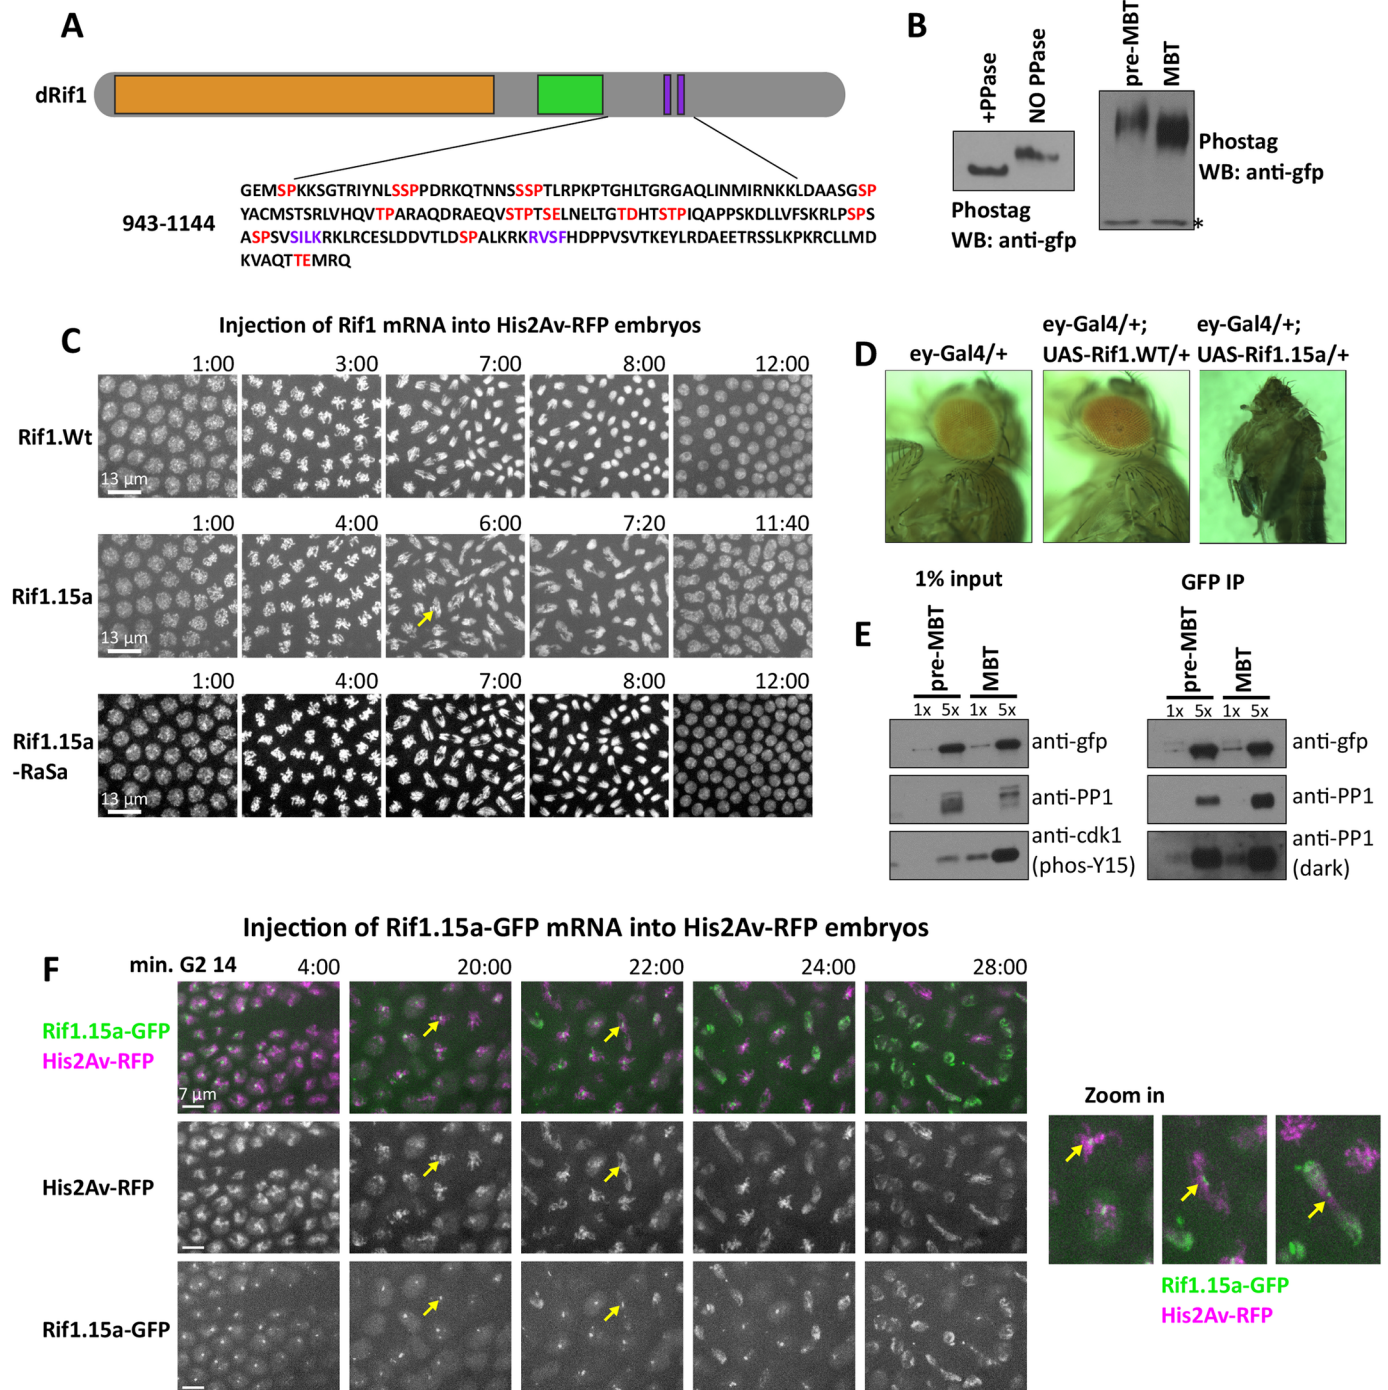 A
dRif1
943-1144
GEMSPKKSGTRIYNLSSPPDRKQTNNSSSPTLRPKPTGHLTGRGAQLINMIRNKKLDAASGSP
YACMSTSRLVHQVTPARAQDRAEQVSTPTSELNELTGTDHTSTPIQAPPSKDLLVFSKRLPSPS
ASPSVSILKRKLRCESLDDVTLDSPALKRKRVSFHDPPVSVTKEYLRDAEETRSSLKPKRCLLMD
KVAQTTEMRQ
B
+PPase
NO PPase
Phostag
WB: anti-gfp
pre-MBT
MBT
Phostag
WB: anti-gfp
*
C
Injection of Rif1 mRNA into His2Av-RFP embryos
1:00 3:00 7:00 8:00 12:00
Rif1.Wt
13 µm
1:00 4:00 6:00 7:20 11:40
Rif1.15a
13 µm
1:00 4:00 7:00 8:00 12:00
Rif1.15a
-RaSa
13 µm
D
ey-Gal4/+
ey-Gal4/+;
UAS-Rif1.WT/+
ey-Gal4/+;
UAS-Rif1.15a/+
E
1% input
pre-MBT
MBT
1x 5x 1x 5x
anti-gfp
anti-PP1
anti-cdk1
(phos-Y15)
GFP IP
pre-MBT
MBT
1x 5x 1x 5x
anti-gfp
anti-PP1
anti-PP1
(dark)
Injection of Rif1.15a-GFP mRNA into His2Av-RFP embryos
F
min. G2 14 4:00 20:00 22:00 24:00 28:00
Rif1.15a-GFP
His2Av-RFP
7 µm
His2Av-RFP
Rif1.15a-GFP
Zoom in
Rif1.15a-GFP
His2Av-RFP